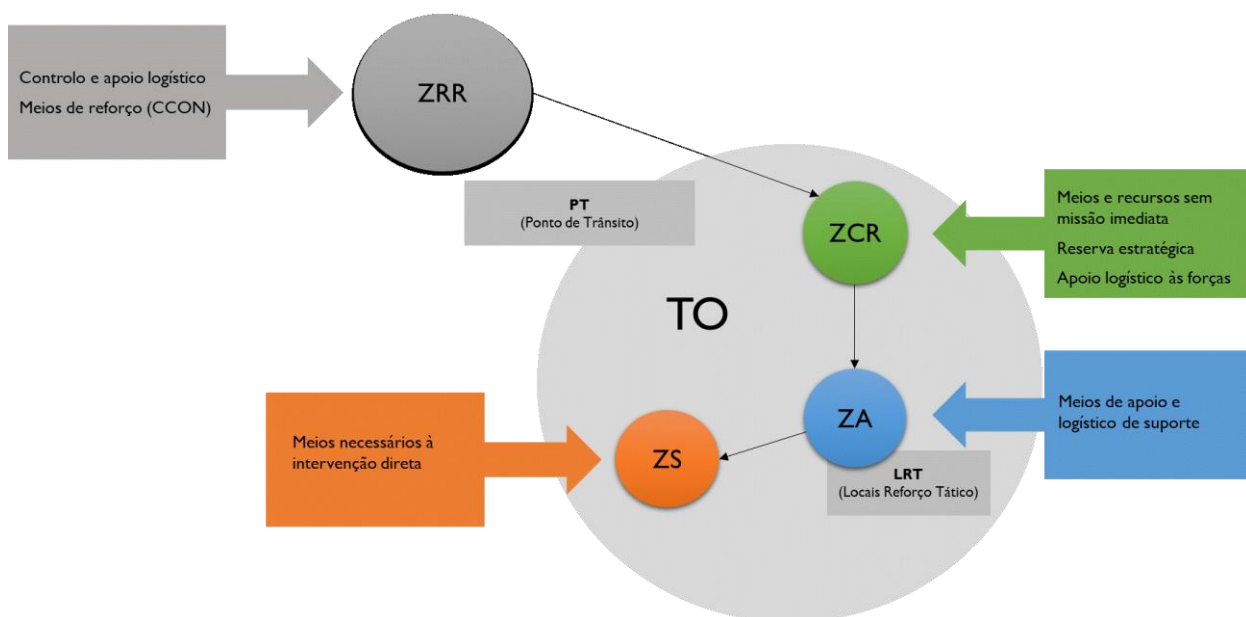 Controlo e apoio logístico
Meios de reforço (CCON)
ZRR
PT
(Ponto de Trânsito)
ZCR
Meios e recursos sem
missão imediata
Reserva estratégica
Apoio logístico às forças
TO
Meios necessários à
intervenção direta
ZS
ZA
Meios de apoio e
logístico de suporte
LRT
(Locais Reforço Tático)